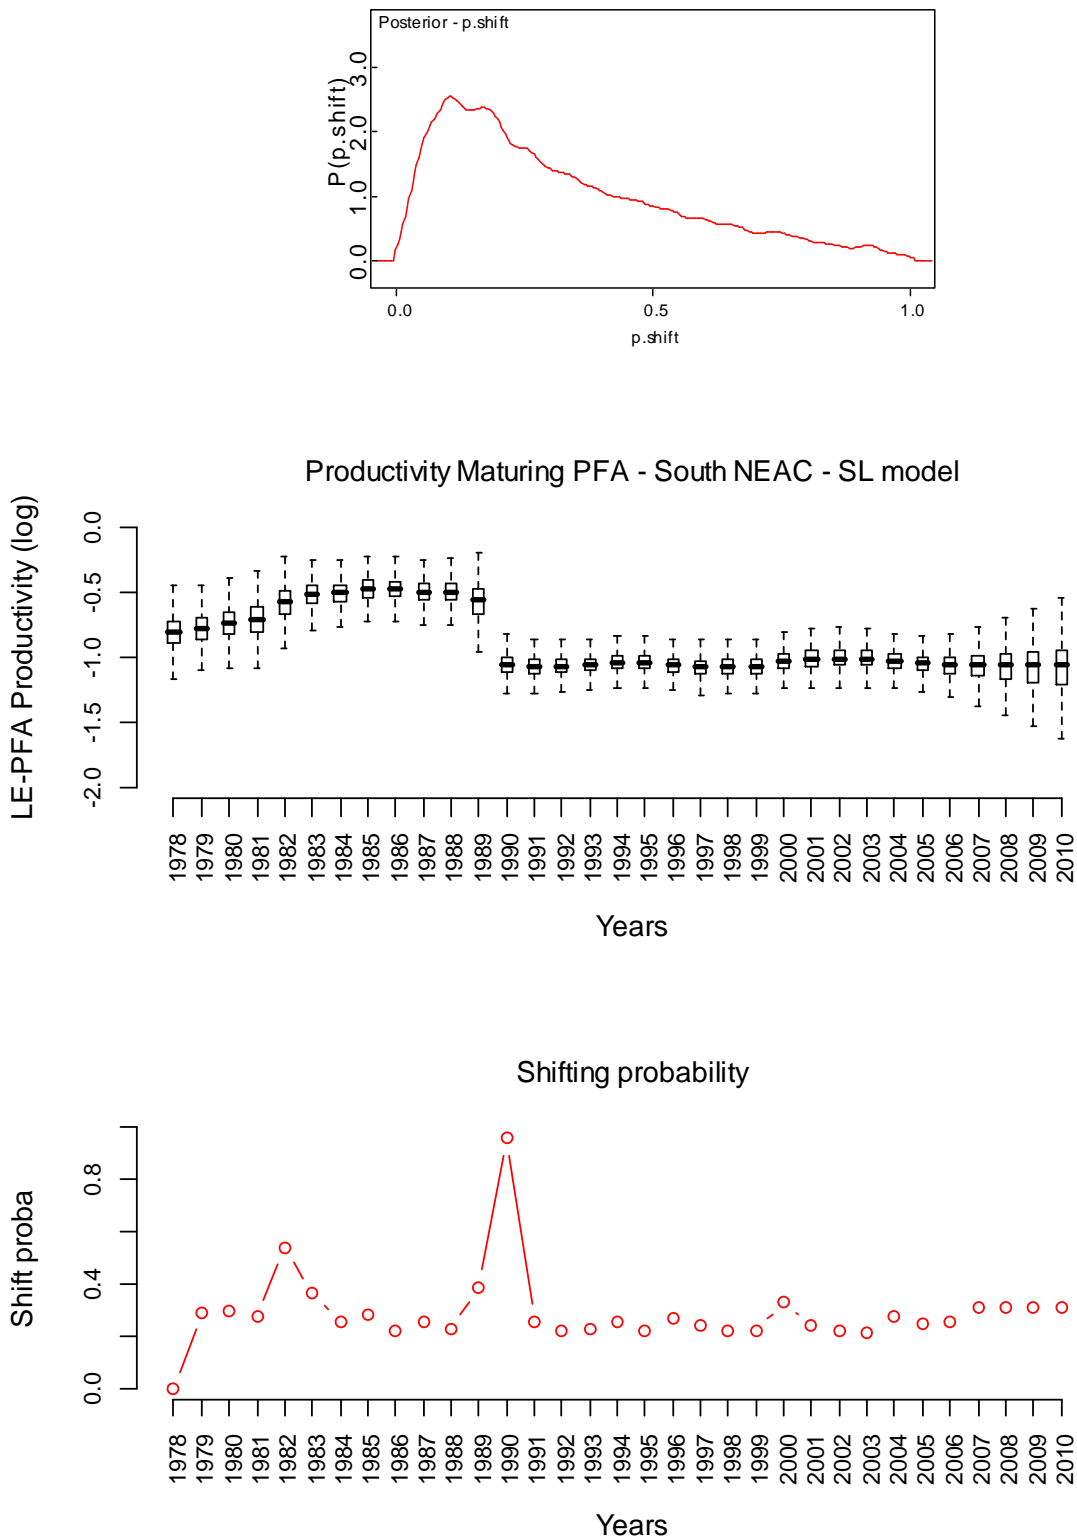 Posterior - p.shift
P(p.shift)
3.0
2.0
1.0
0.0
0.0 0.5 1.0
p.shift
Productivity Maturing PFA - South NEAC - SL model
LE-PFA Productivity (log)
0.0
-0.5
-1.0
-1.5
-2.0
1978 1979 1980 1981 1982 1983 1984 1985 1986 1987 1988 1989 1990 1991 1992 1993 1994 1995 1996 1997 1998 1999 2000 2001 2002 2003 2004 2005 2006 2007 2008 2009 2010
Years
Shifting probability
Shift proba
0.8
0.4
0.0
1978 1979 1980 1981 1982 1983 1984 1985 1986 1987 1988 1989 1990 1991 1992 1993 1994 1995 1996 1997 1998 1999 2000 2001 2002 2003 2004 2005 2006 2007 2008 2009 2010
Years